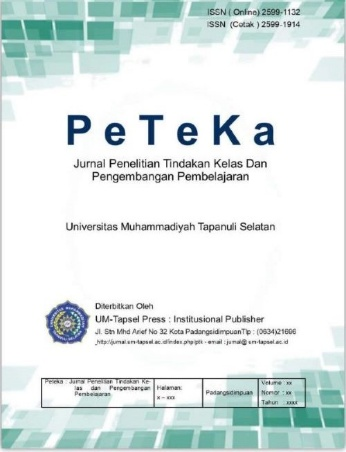 ISSN ( Online) 2599-1132
ISSN (Cetak ) 2599-1914
PeTeKa
Jurnal Penelitian Tindakan Kelas Dan
Pengembangan Pembelajaran
Universitas Muhammadiyah Tapanuli Selatan
Diterbitkan Oleh
UM-Tapsel Press : Institusional Publisher
Jl. Stn Mhd Arief No 32 Kota PadangsidimpuanTlp : (0634)21696
http://jurnal.um-tapsel.ac.id/index.php/ptk - email : jurnal@um-tapsel.ac.id
Peteka : Jurnal Penelitian Tindakan Ke-
las dan Pengembangan
Pembelajaran
Halaman:
x – xxx
Padangsidimpuan
Volume : xx
Nomor : xx
Tahun : xxxx